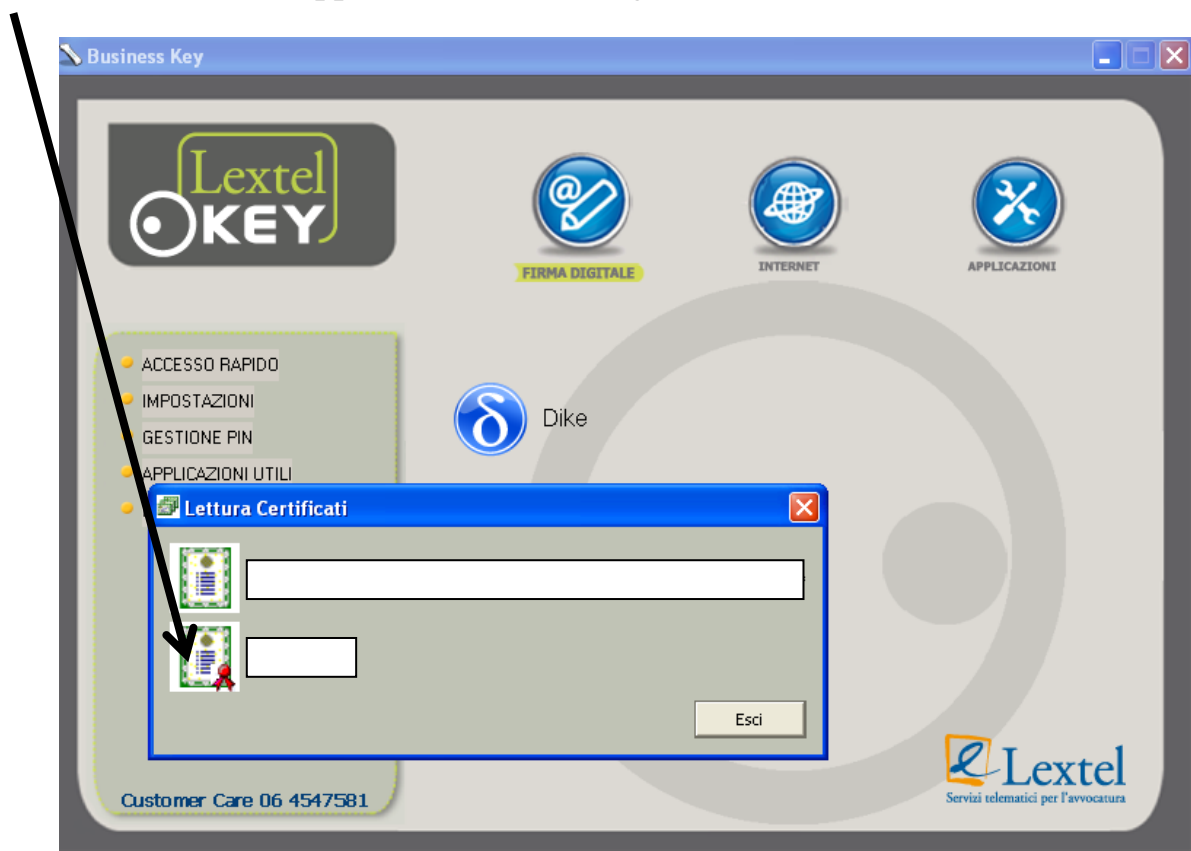 Business Key
Lextel
KEY
FIRMA DIGITALE
INTERNET
APPLICAZIONI
ACCESSO RAPIDO
IMPOSTAZIONI
GESTIONE PIN
APPLICAZIONI UTILI
Dike
Lettura Certificati
Esci
Customer Care 06 4547581
Lextel
Servizi telematici per l'avvocatura